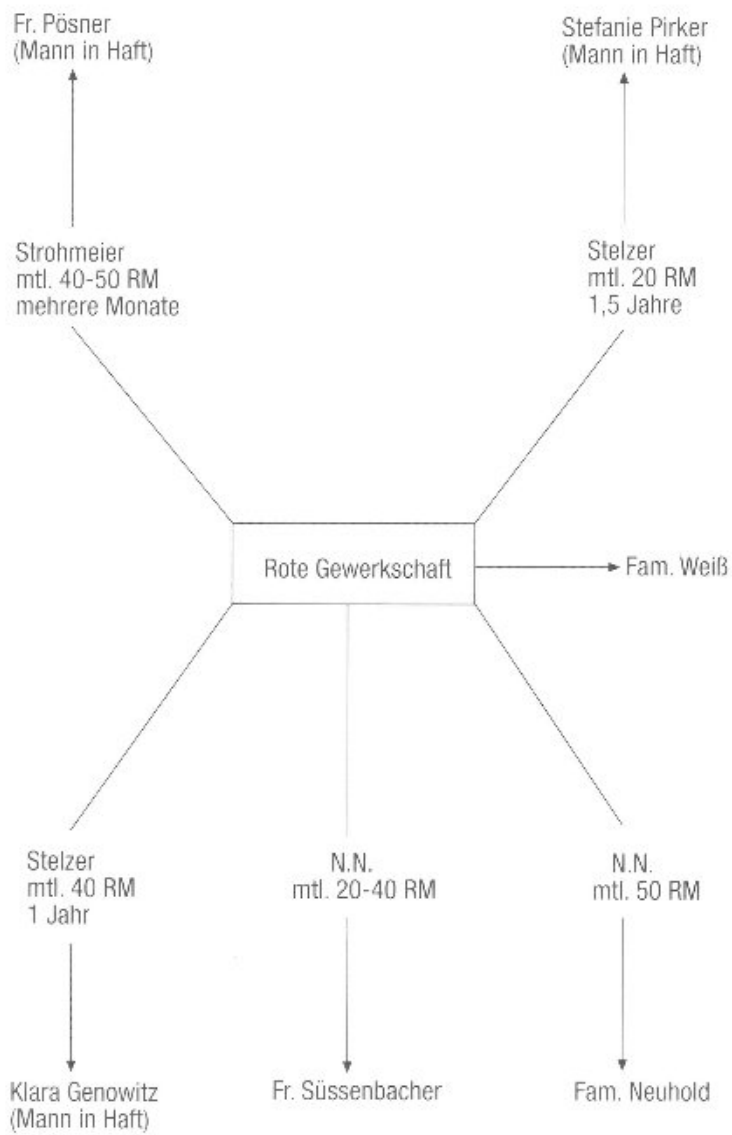 Fr. Pösner
(Mann in Haft)
Stefanie Pirker
(Mann in Haft)
Strohmeier
mtl. 40-50 RM
mehrere Monate
Stelzer
mtl. 20 RM
1,5 Jahre
Rote Gewerkschaft
Fam. Weiß
Stelzer
mtl. 40 RM
1 Jahr
N.N.
mtl. 20-40 RM
N.N.
mtl. 50 RM
Klara Genowitz
(Mann in Haft)
Fr. Süssenbacher
Fam. Neuhold